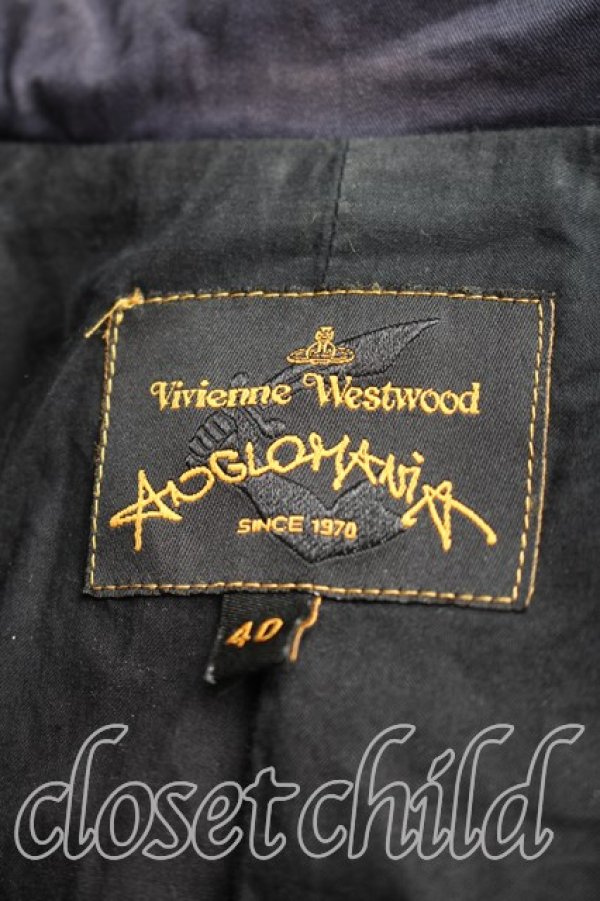 Vivienne Westwood
ANGLOMANIA
SINCE 1970
40
closetchild